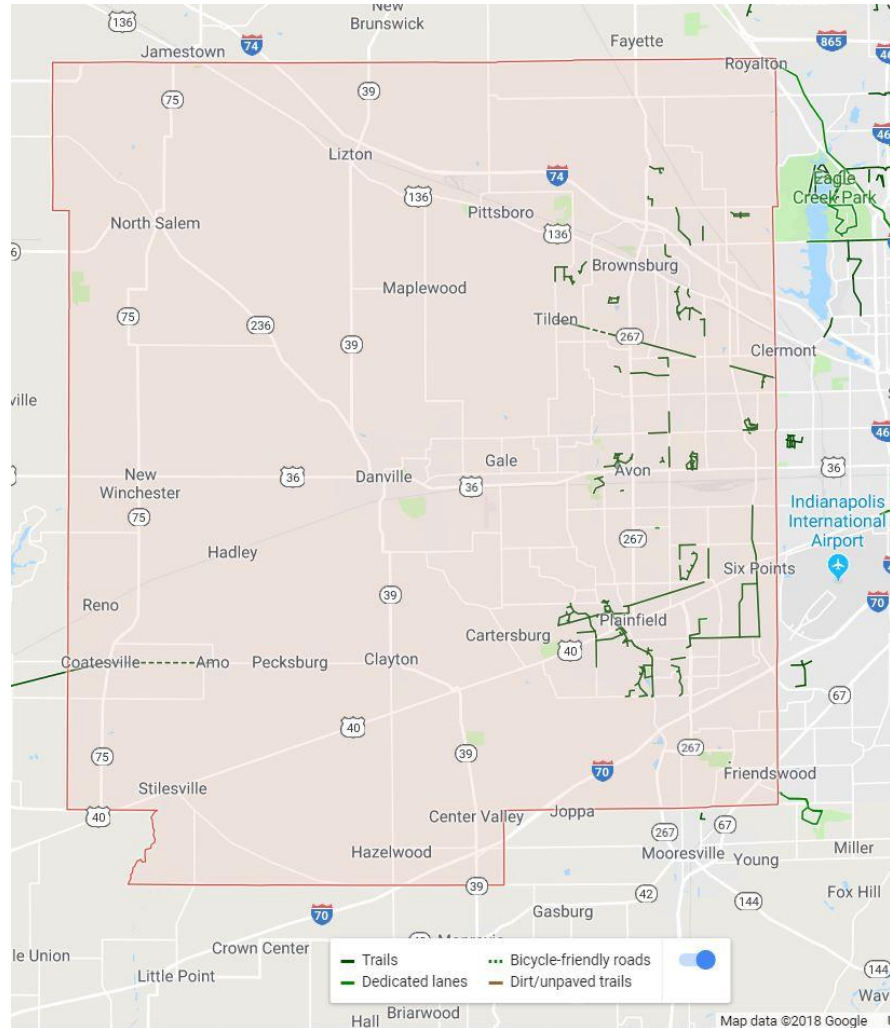 New
Brunswick
136
Jamestown
74
Fayette
865
Royalton
75
39
Lizton
74
136
Pittsboro
Eagle
Creek Park
North Salem
136
Brownsburg
Maplewood
75
236
Tilden
267
39
Clermont
ville
New
Winchester
36
Danville
Gale
36
Avon
36
75
Indianapolis
International
Airport
267
Hadley
Six Points
70
Reno
39
Cartersburg
Plainfield
40
Coatesville
Amo
Pecksburg
Clayton
67
40
75
39
267
70
Friendswood
Stilesville
40
Center Valley
Joppa
267
67
Hazelwood
Mooresville
Young
Miller
39
42
144
Fox Hill
70
Gasburg
le Union
Crown Center
Little Point
144
Trails
Bicycle-friendly roads
Dedicated lanes
Dirt/unpaved trails
Hall
Briarwood
Map data ©2018 Google